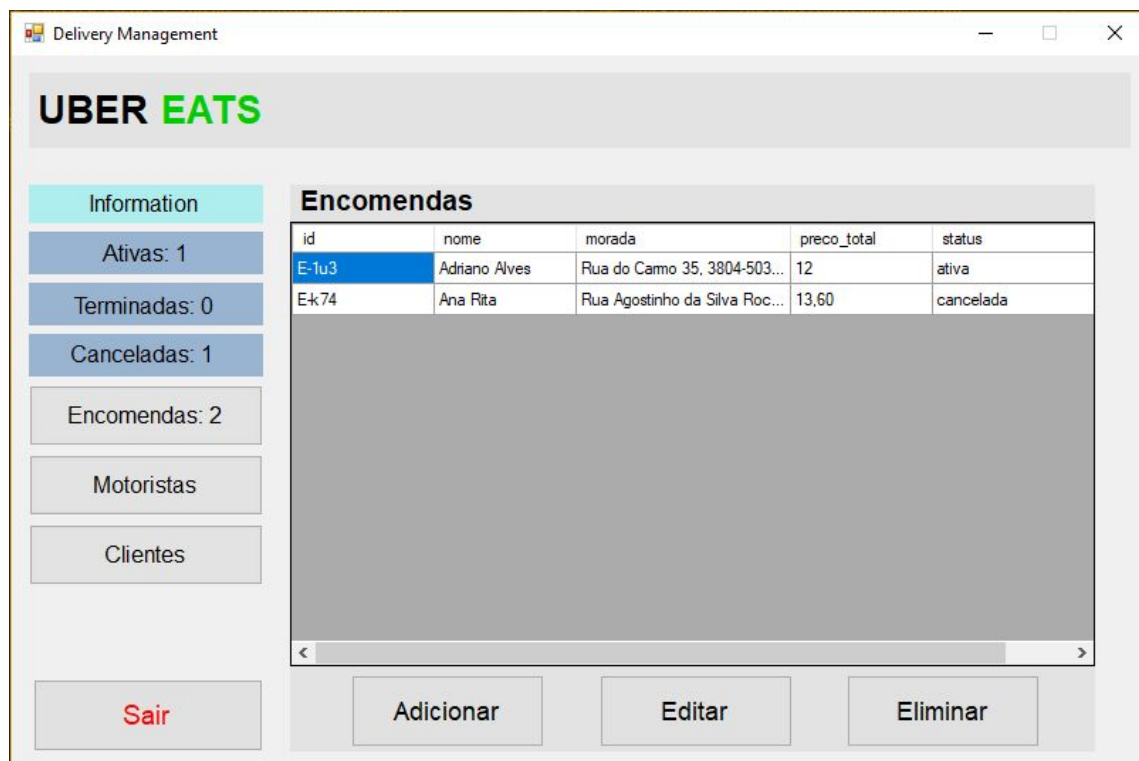 Delivery Management
UBER EATS
Information
Ativas: 1
Terminadas: 0
Canceladas: 1
Encomendas: 2
Motoristas
Clientes
Sair
Encomendas
id nome morada preco_total status
E-1u3 Adriano Alves Rua do Carmo 35, 3804-503... 12 ativa
E-k74 Ana Rita Rua Agostinho da Silva Roc... 13,60 cancelada
Adicionar Editar Eliminar